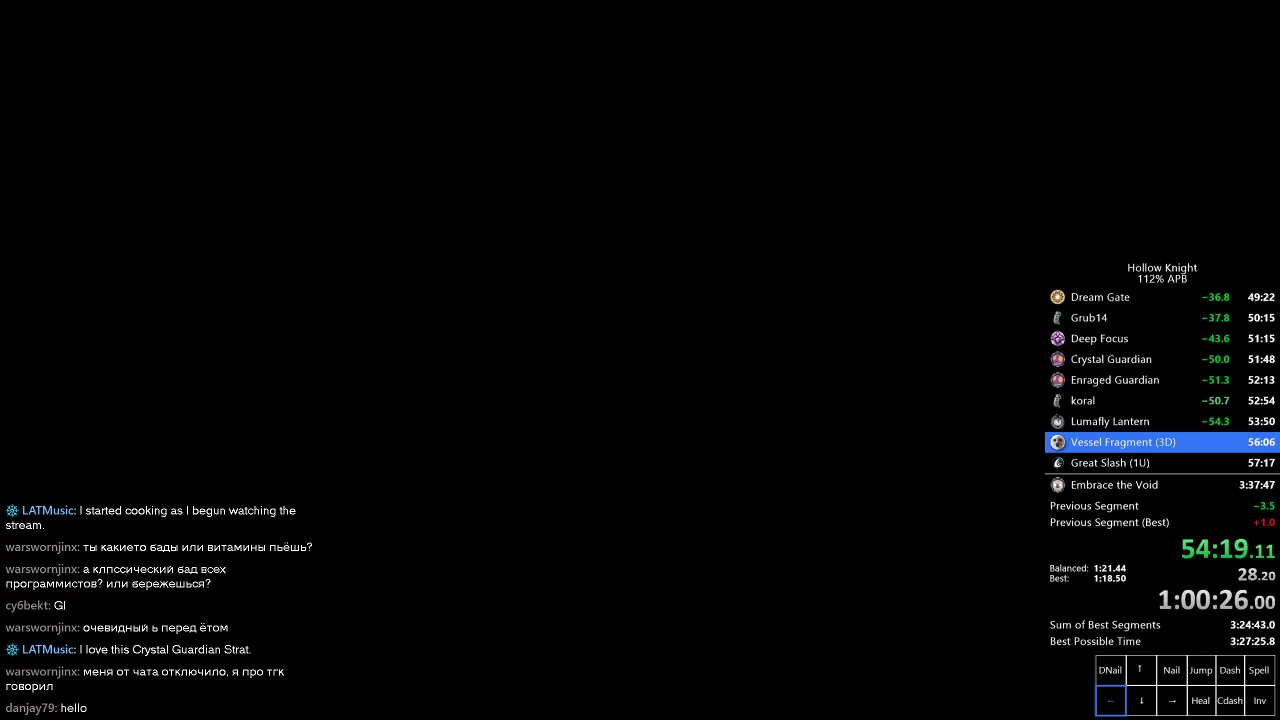 Hollow Knight
112% APB
Dream Gate −36.8 49:22
Grub14 −37.8 50:15
Deep Focus −43.6 51:15
Crystal Guardian −50.0 51:48
Enraged Guardian −51.3 52:13
koral −50.7 52:54
Lumafly Lantern −54.3 53:50
Vessel Fragment (3D) 56:06
Great Slash (1U) 57:17
Embrace the Void 3:37:47
Previous Segment −3.5
Previous Segment (Best) +1.0
54:19.11
Balanced: 1:21.44
Best: 1:18.50
28.20
1:00:26.00
Sum of Best Segments 3:24:43.0
Best Possible Time 3:27:25.8
DNail ↑ Nail Jump Dash Spell
← ↓ → Heal Cdash Inv
LATMusic: I started cooking as I begun watching the
stream.
warswornjinx: ты какието бады или витамины пьёшь?
warswornjinx: а клпссический бад всех
программистов? или бережешься?
cy6bekt: Gl
warswornjinx: очевидный ь перед ётом
LATMusic: I love this Crystal Guardian Strat.
warswornjinx: меня от чата отключило, я про тгк
говорил
danjay79: hello